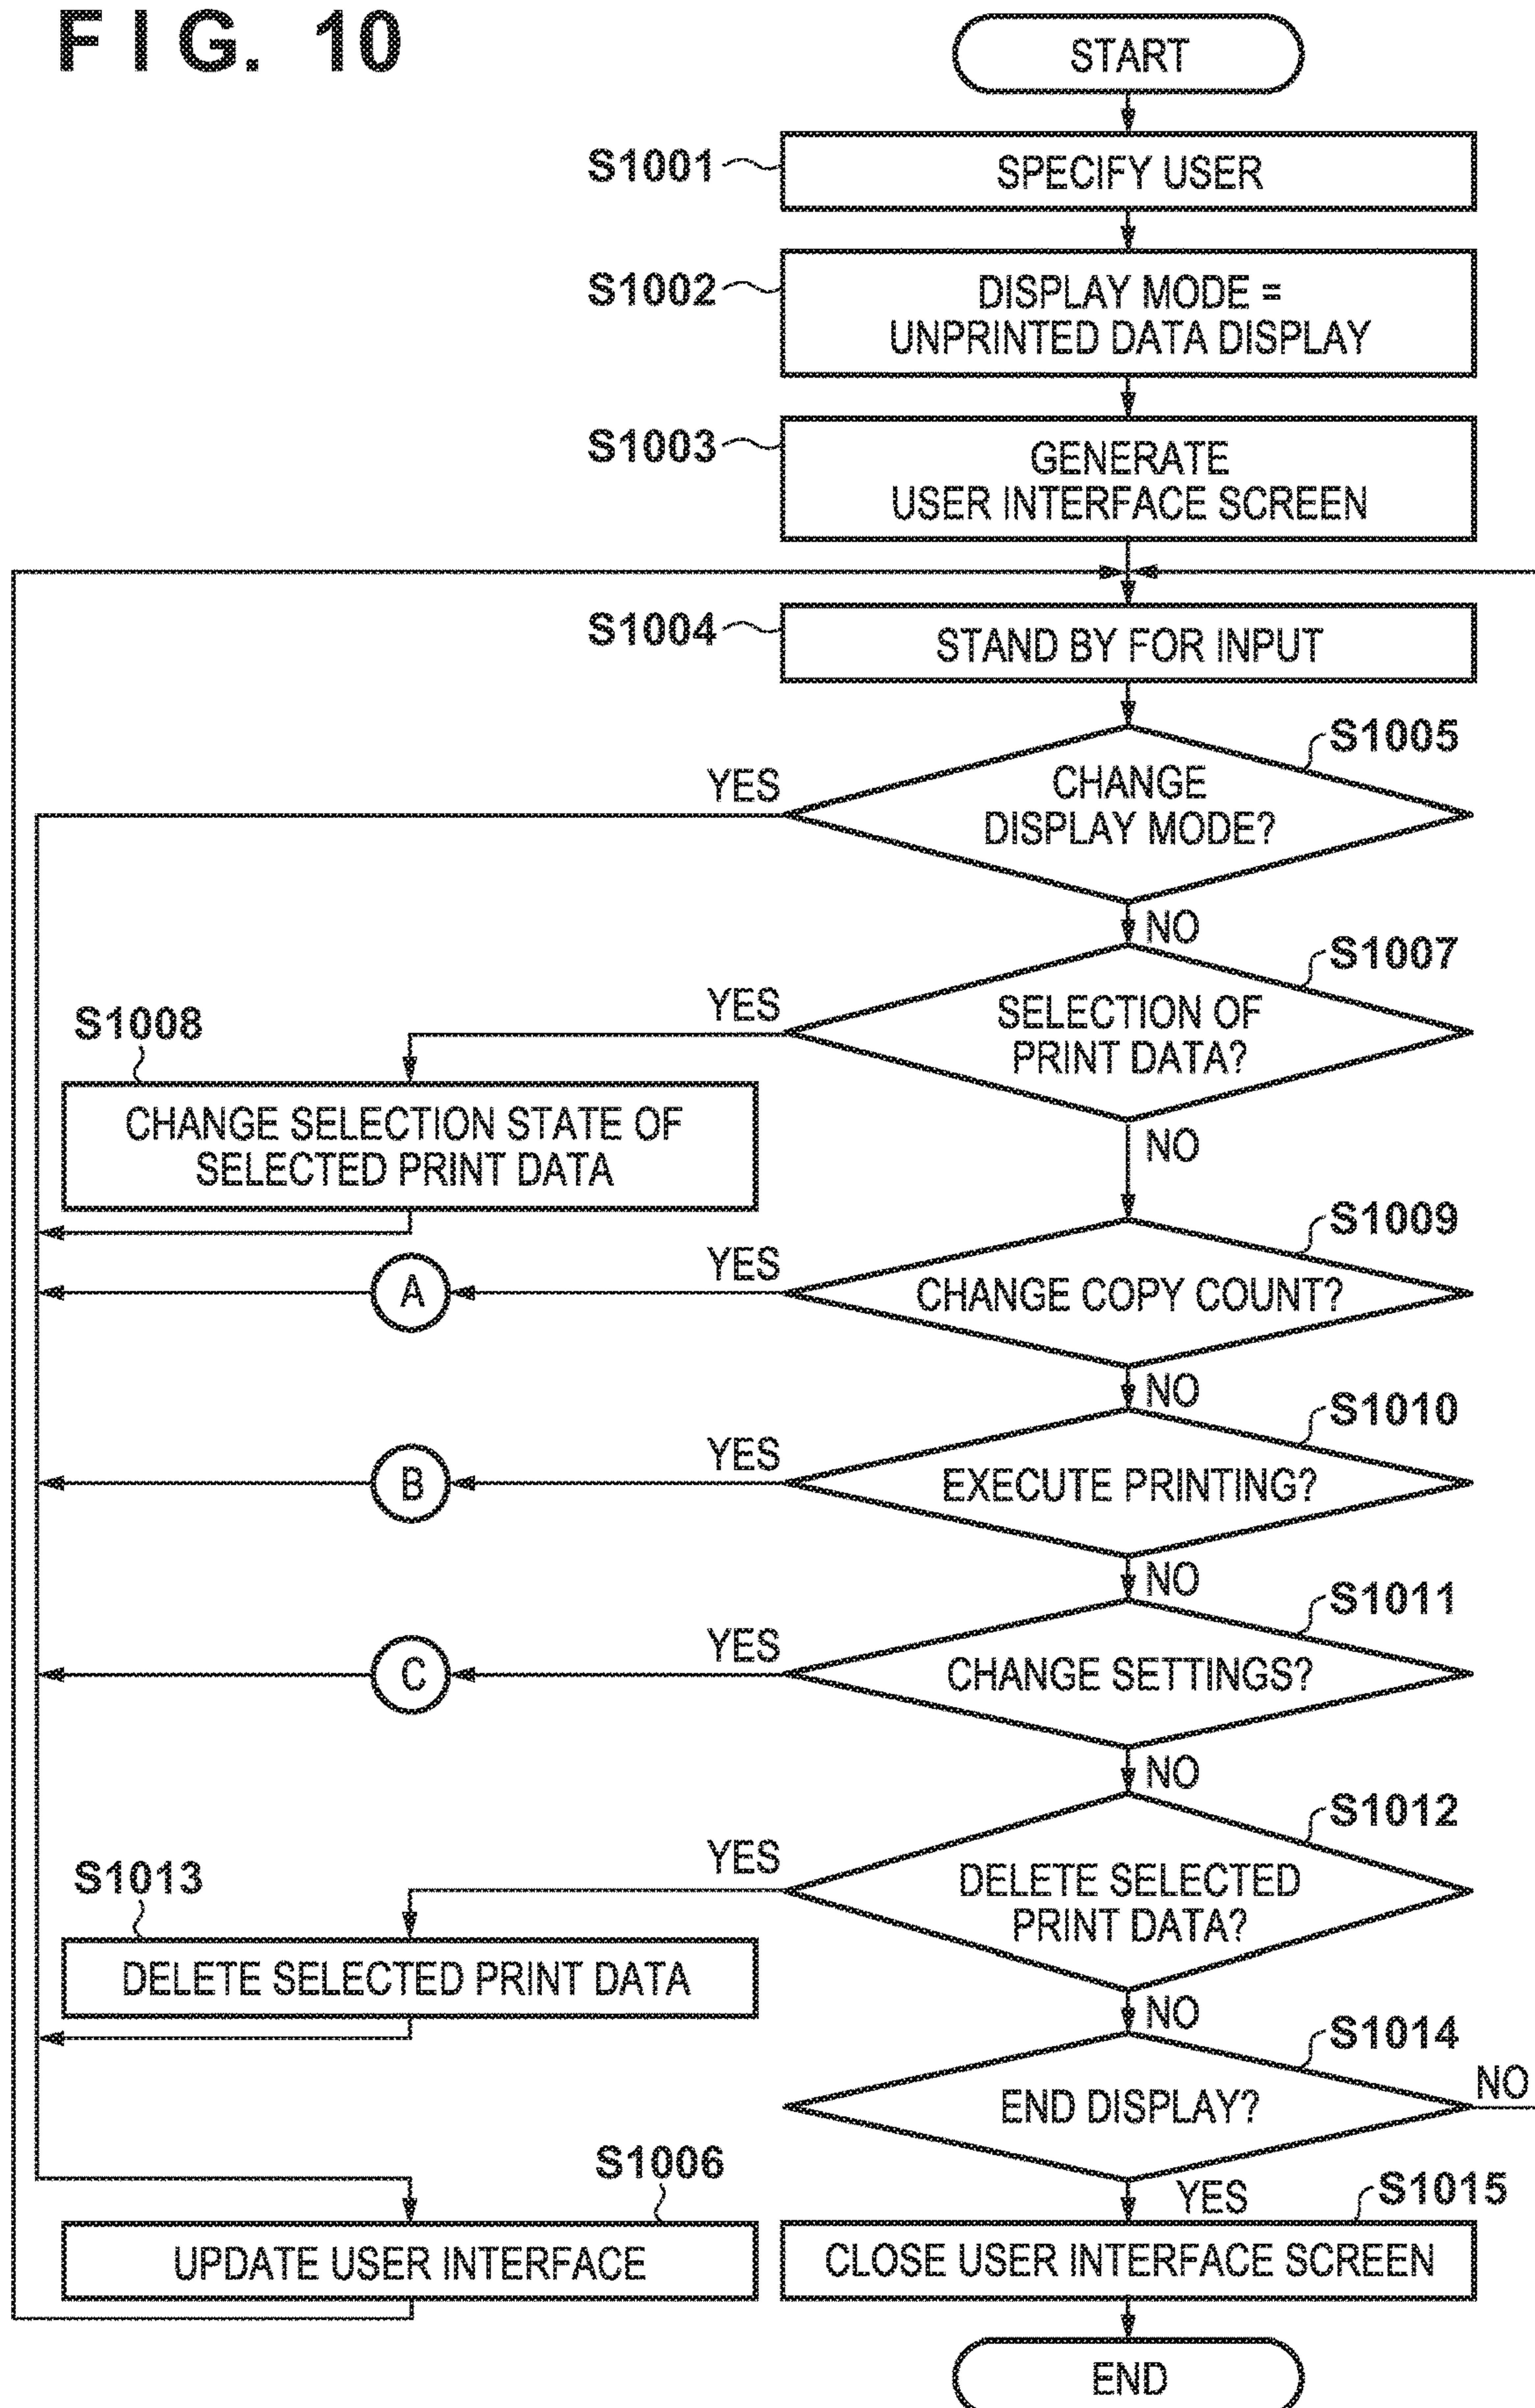 FIG. 10
START
S1001
SPECIFY USER
S1002
DISPLAY MODE =
UNPRINTED DATA DISPLAY
S1003
GENERATE
USER INTERFACE SCREEN
S1004
STAND BY FOR INPUT
S1005
YES
CHANGE
DISPLAY MODE?
NO
S1007
YES
SELECTION OF
PRINT DATA?
S1008
CHANGE SELECTION STATE OF
SELECTED PRINT DATA
NO
S1009
YES
A
CHANGE COPY COUNT?
NO
S1010
YES
B
EXECUTE PRINTING?
NO
S1011
YES
C
CHANGE SETTINGS?
NO
S1012
YES
DELETE SELECTED
PRINT DATA?
S1013
DELETE SELECTED PRINT DATA
NO
S1014
NO
END DISPLAY?
S1006
YES
S1015
UPDATE USER INTERFACE
CLOSE USER INTERFACE SCREEN
END